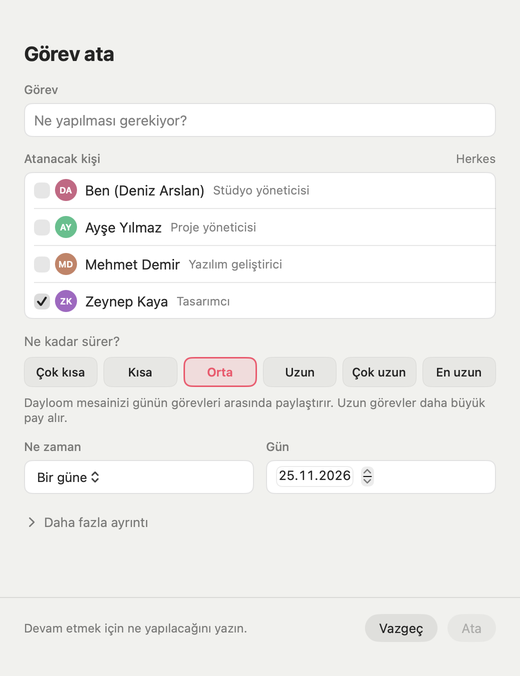 Görev ata
Görev
Ne yapılması gerekiyor?
Atanacak kişi Herkes
DA Ben (Deniz Arslan) Stüdyo yöneticisi
AY Ayşe Yılmaz Proje yöneticisi
MD Mehmet Demir Yazılım geliştirici
ZK Zeynep Kaya Tasarımcı
Ne kadar sürer?
Çok kısa Kısa Orta Uzun Çok uzun En uzun
Dayloom mesainizi günün görevleri arasında paylaştırır. Uzun görevler daha büyük
pay alır.
Ne zaman Gün
Bir güne 25.11.2026
Daha fazla ayrıntı
Devam etmek için ne yapılacağını yazın. Vazgeç Ata